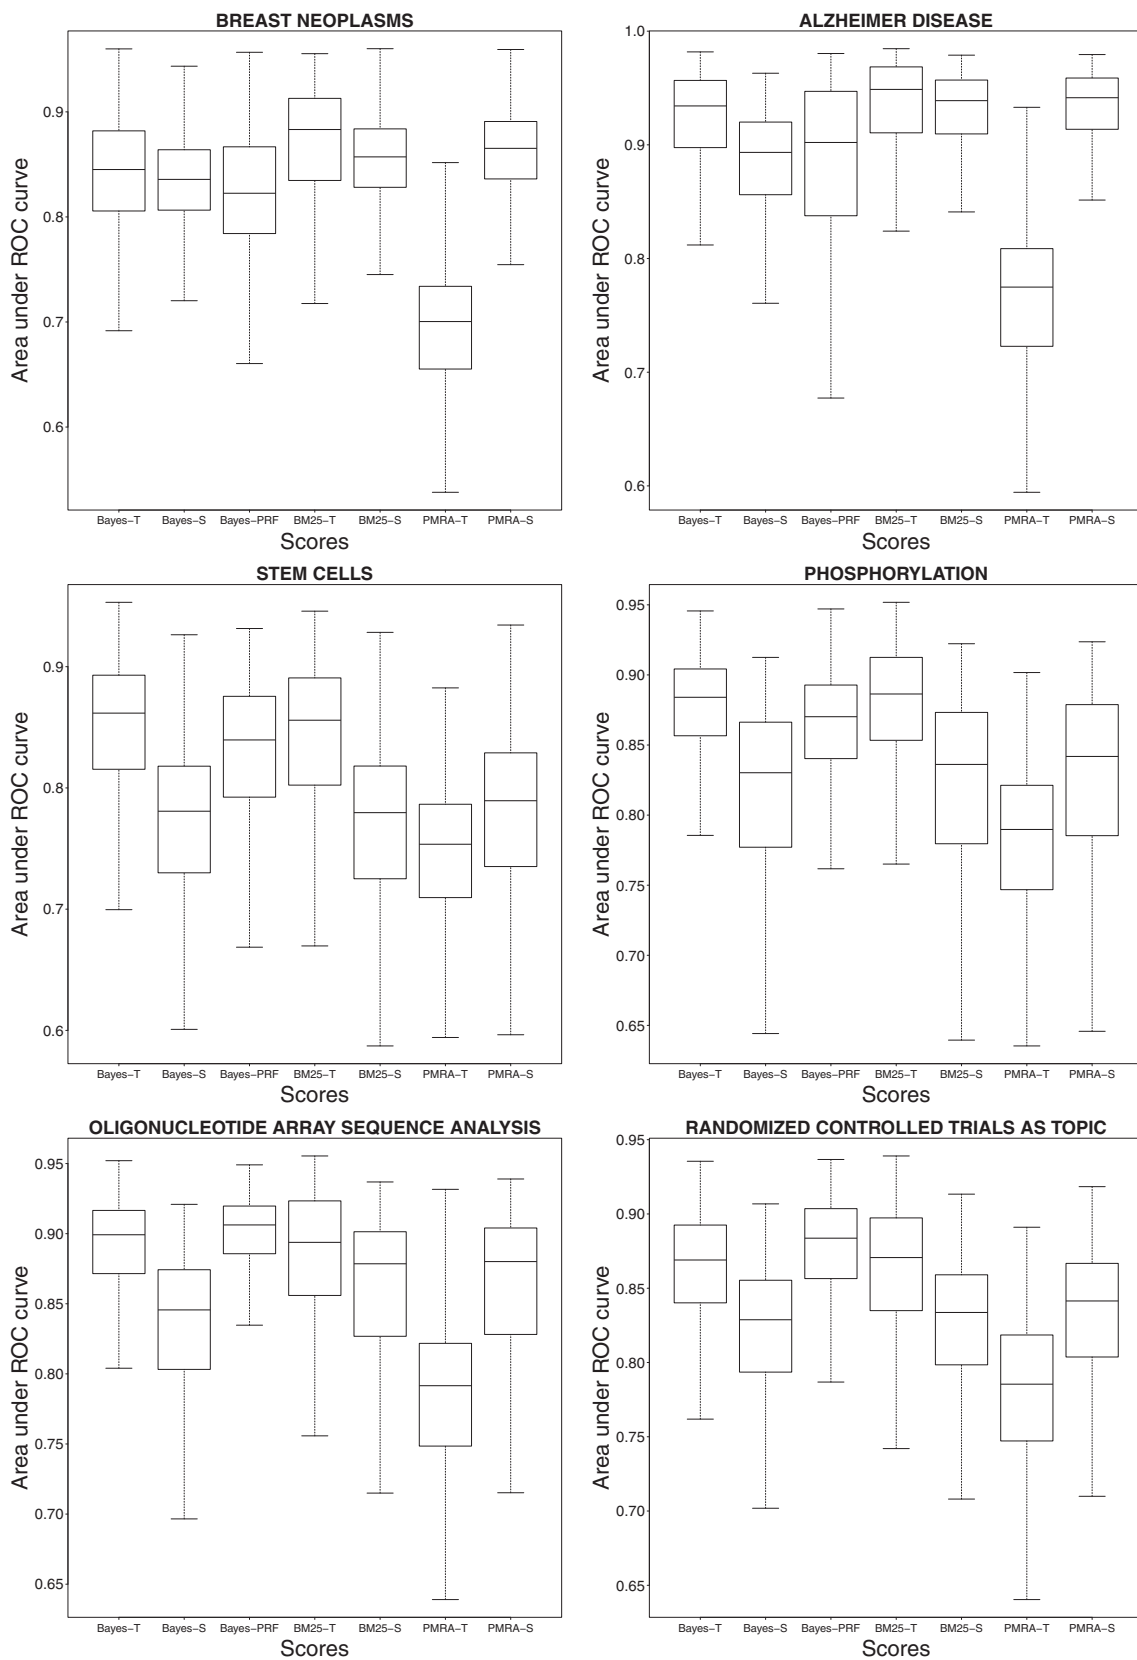 BREAST NEOPLASMS
Area under ROC curve
0.9
0.8
0.7
0.6
Bayes−T Bayes−S Bayes−PRF BM25−T BM25−S PMRA−T PMRA−S
Scores
ALZHEIMER DISEASE
Area under ROC curve
1.0
0.9
0.8
0.7
0.6
Bayes−T Bayes−S Bayes−PRF BM25−T BM25−S PMRA−T PMRA−S
Scores
STEM CELLS
Area under ROC curve
0.9
0.8
0.7
0.6
Bayes−T Bayes−S Bayes−PRF BM25−T BM25−S PMRA−T PMRA−S
Scores
PHOSPHORYLATION
Area under ROC curve
0.95
0.90
0.85
0.80
0.75
0.70
0.65
Bayes−T Bayes−S Bayes−PRF BM25−T BM25−S PMRA−T PMRA−S
Scores
OLIGONUCLEOTIDE ARRAY SEQUENCE ANALYSIS
Area under ROC curve
0.95
0.90
0.85
0.80
0.75
0.70
0.65
Bayes−T Bayes−S Bayes−PRF BM25−T BM25−S PMRA−T PMRA−S
Scores
RANDOMIZED CONTROLLED TRIALS AS TOPIC
Area under ROC curve
0.95
0.90
0.85
0.80
0.75
0.70
0.65
Bayes−T Bayes−S Bayes−PRF BM25−T BM25−S PMRA−T PMRA−S
Scores